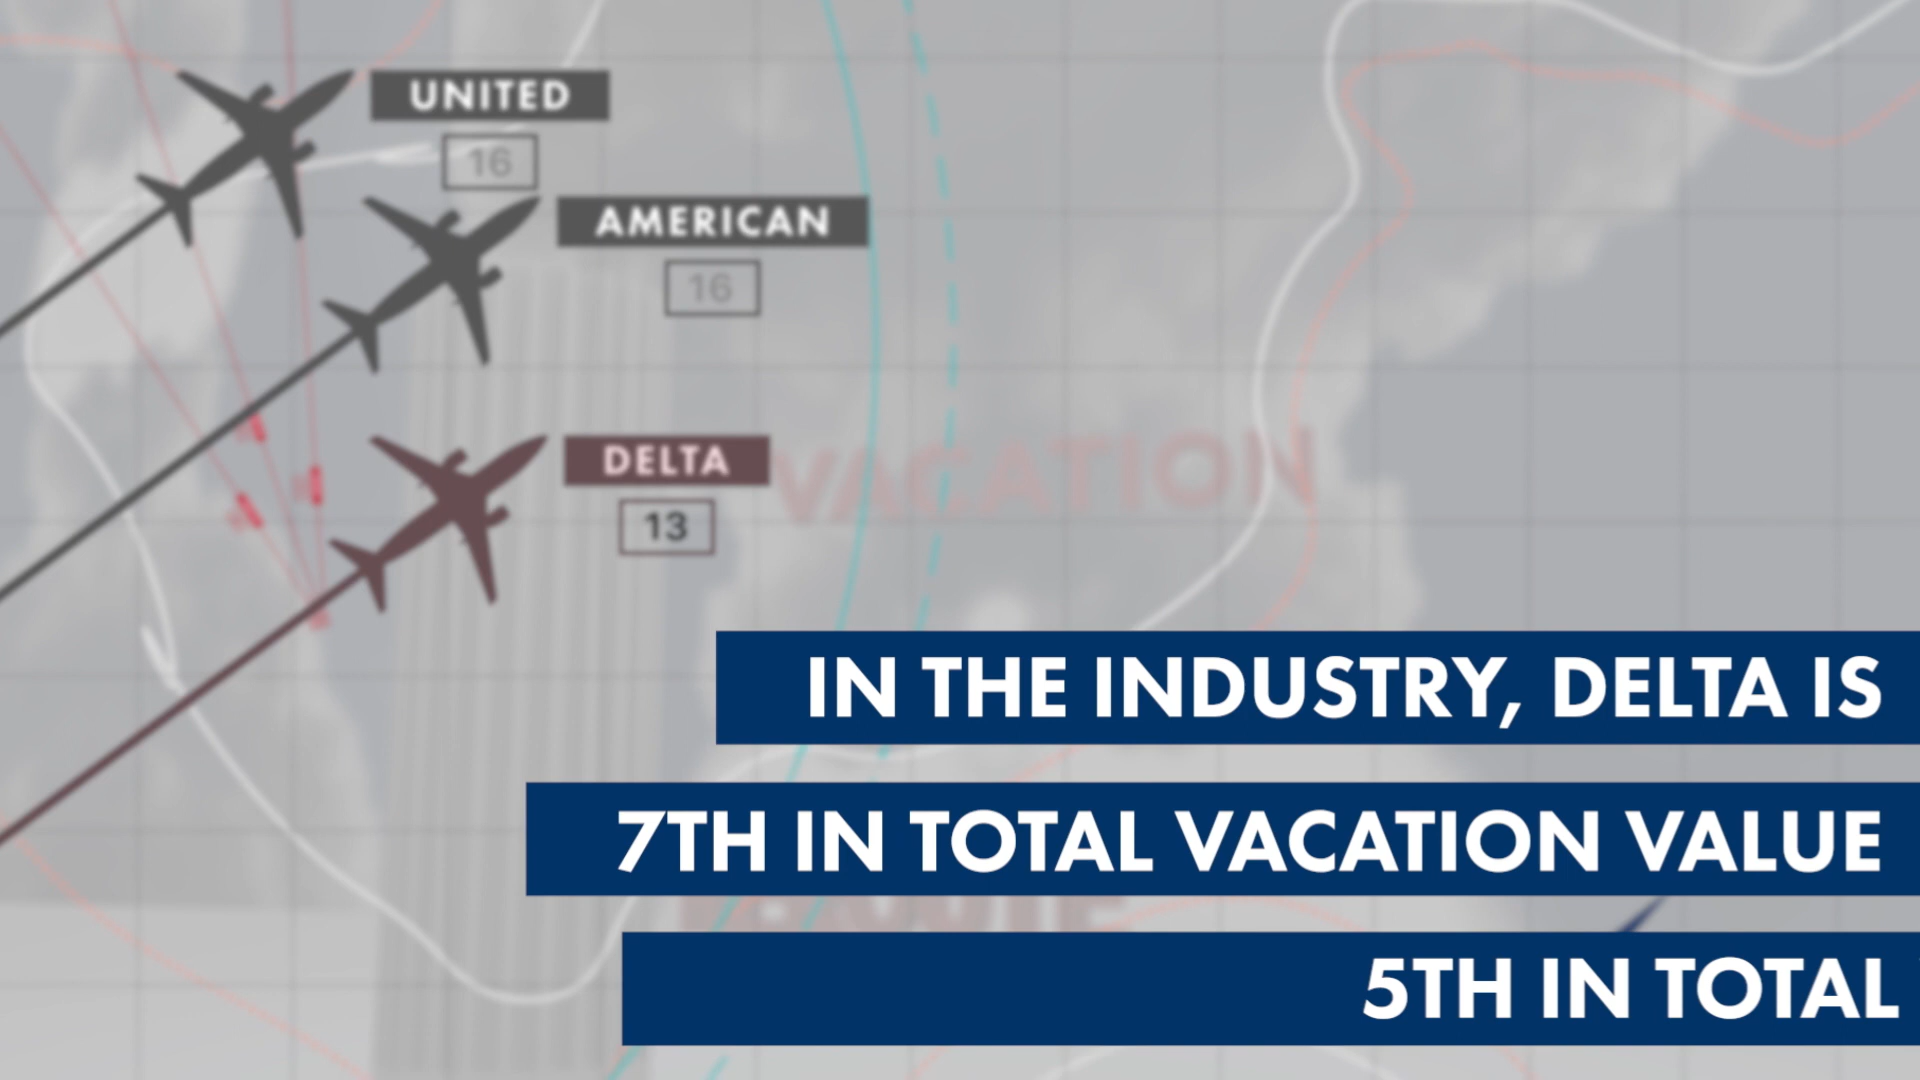 UNITED
16
AMERICAN
16
DELTA
13
VACATION
IN THE INDUSTRY, DELTA IS
7TH IN TOTAL VACATION VALUE
5TH IN TOTAL